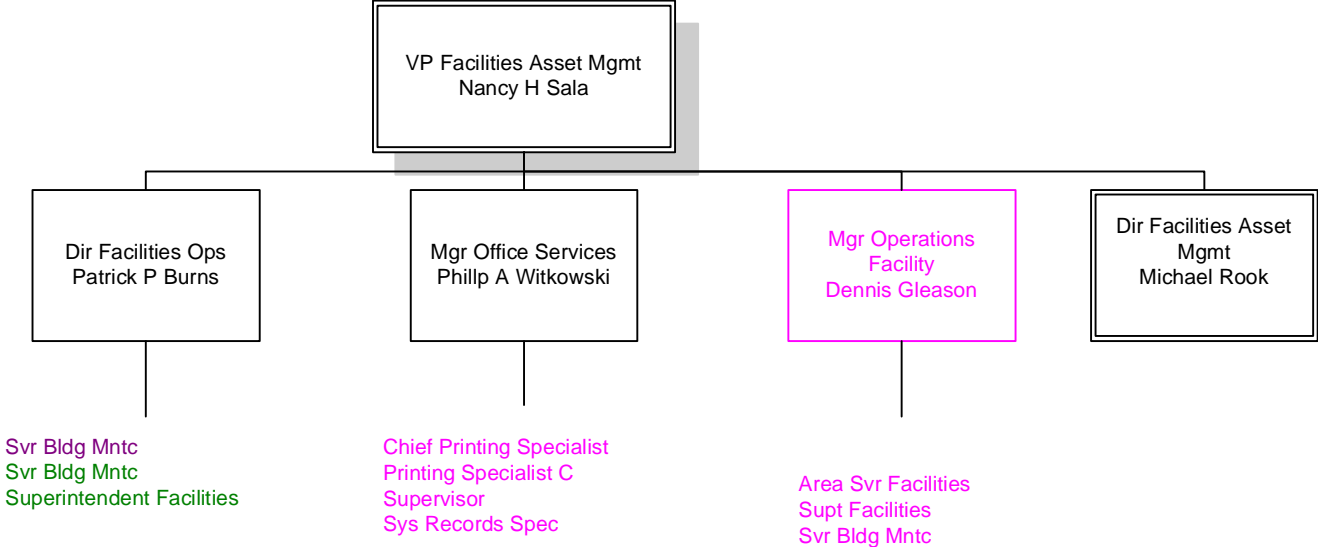 VP Facilities Asset Mgmt
Nancy H Sala
Dir Facilities Ops
Patrick P Burns
Mgr Office Services
Phillp A Witkowski
Mgr Operations
Facility
Dennis Gleason
Dir Facilities Asset
Mgmt
Michael Rook
Svr Bldg Mntc
Svr Bldg Mntc
Superintendent Facilities
Chief Printing Specialist
Printing Specialist C
Supervisor
Sys Records Spec
Area Svr Facilities
Supt Facilities
Svr Bldg Mntc